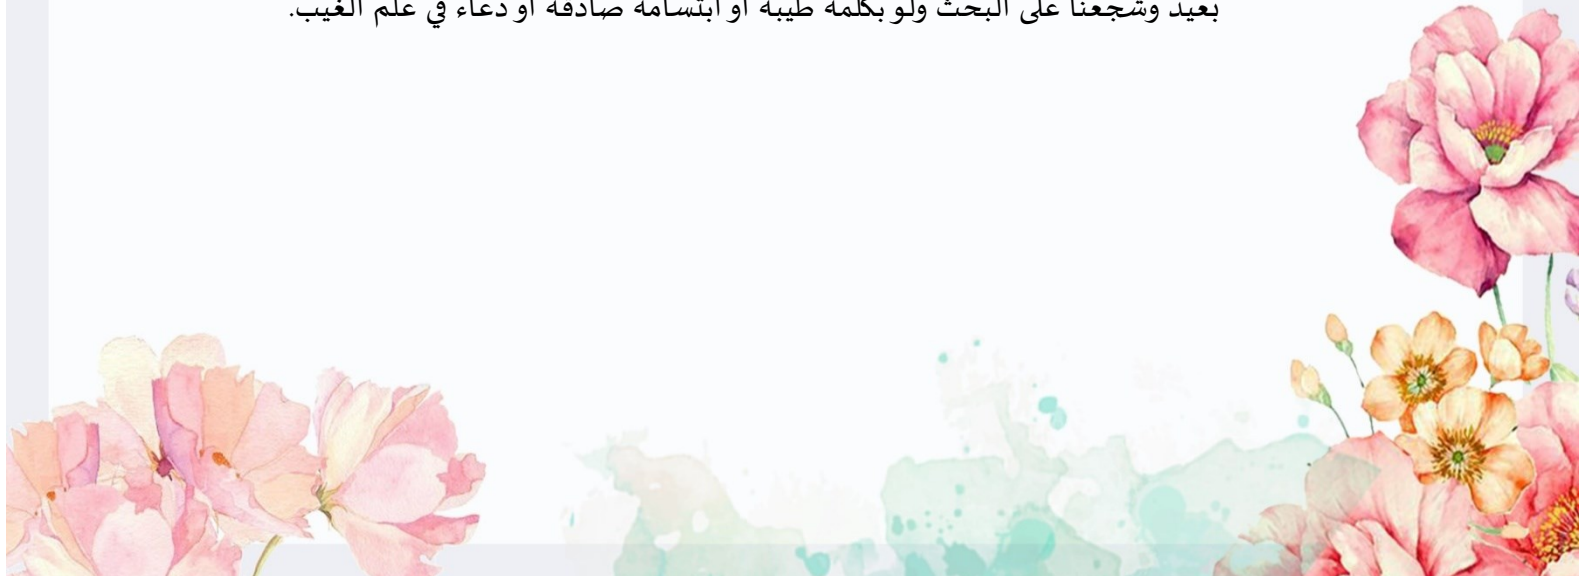 بعيد وشجعنا على البحث ولو بكلمة طيبة أو ابتسامة صادقة أو دعاء في علم الغيب.